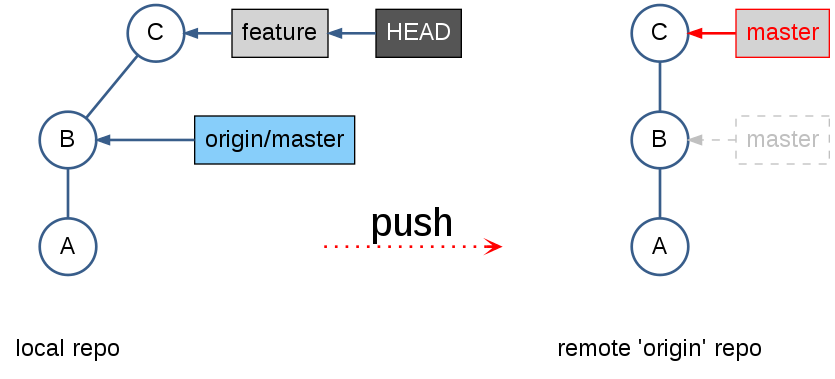 C
feature
HEAD
B
origin/master
A
local repo
push
C
master
B
master
A
remote 'origin' repo